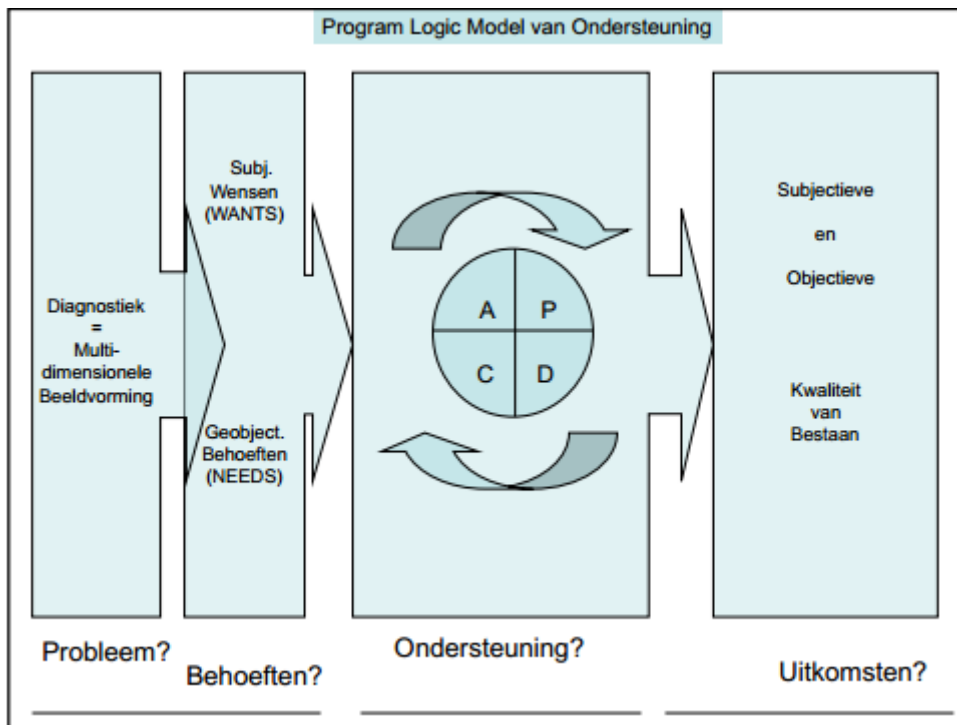 Program Logic Model van Ondersteuning
Diagnostiek
=
Multi-
dimensionele
Beeldvorming
Subj.
Wensen
(WANTS)
Geobject.
Behoeften
(NEEDS)
A P
C D
Subjectieve
en
Objectieve
Kwaliteit
van
Bestaan
Probleem?
Behoeften?
Ondersteuning?
Uitkomsten?